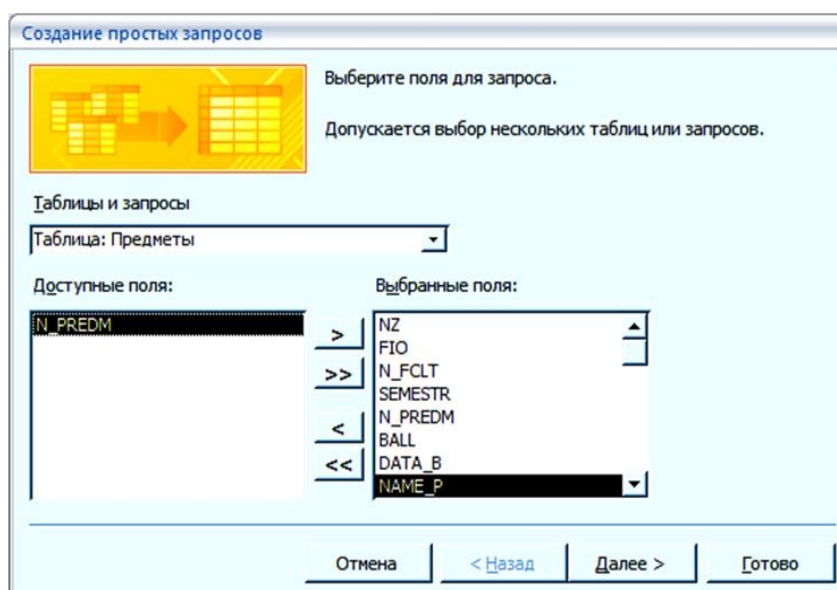 Создание простых запросов
Выберите поля для запроса.
Допускается выбор нескольких таблиц или запросов.
Таблицы и запросы
Таблица: Предметы
Доступные поля:
Выбранные поля:
N_PREDM
>
>>
<
<<
NZ
FIO
N_FCLT
SEMESTR
N_PREDM
BALL
DATA_B
NAME_P
Отмена
< Назад
Далее >
Готово